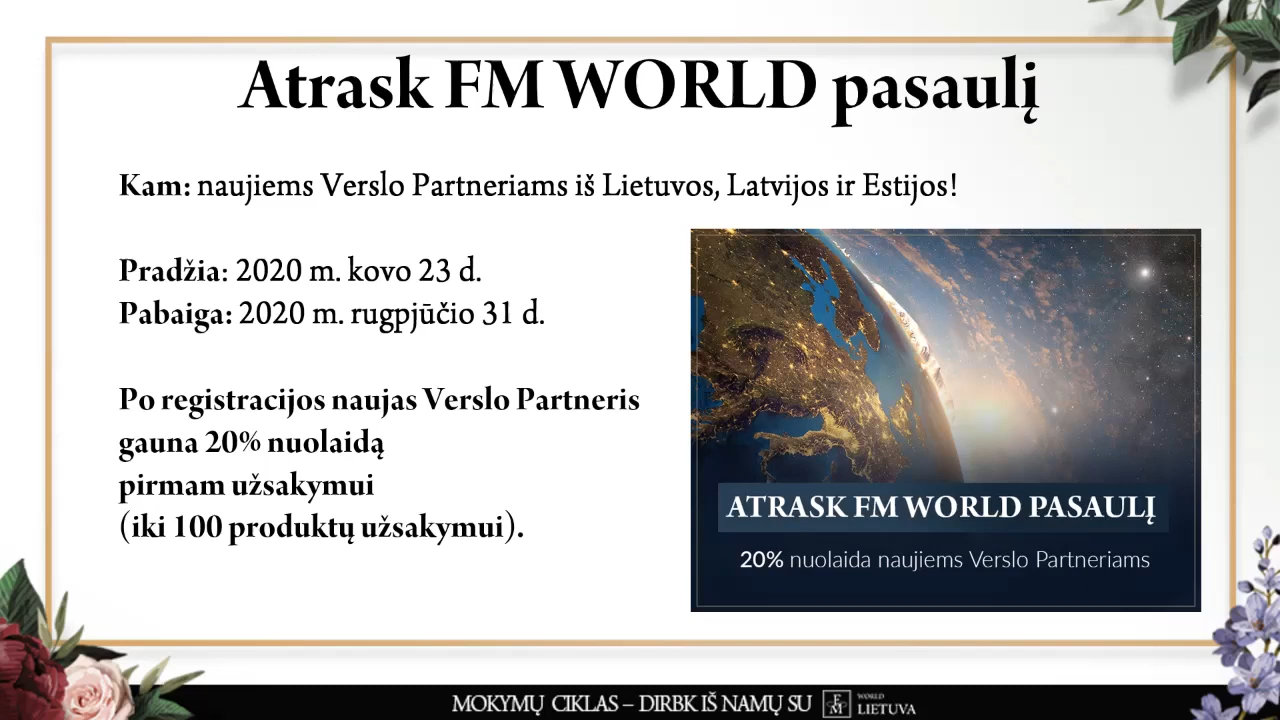 Atrask FM WORLD pasaulį
Kam: naujiems Verslo Partneriams iš Lietuvos, Latvijos ir Estijos!
Pradžia: 2020 m. kovo 23 d.
Pabaiga: 2020 m. rugpjūčio 31 d.
Po registracijos naujas Verslo Partneris
gauna 20% nuolaidą
pirmam užsakymui
(iki 100 produktų užsakymui).
ATRASK FM WORLD PASAULĮ
20% nuolaida naujiems Verslo Partneriams
MOKYMŲ CIKLAS – DIRBK IŠ NAMŲ SU
FM
WORLD
LIETUVA